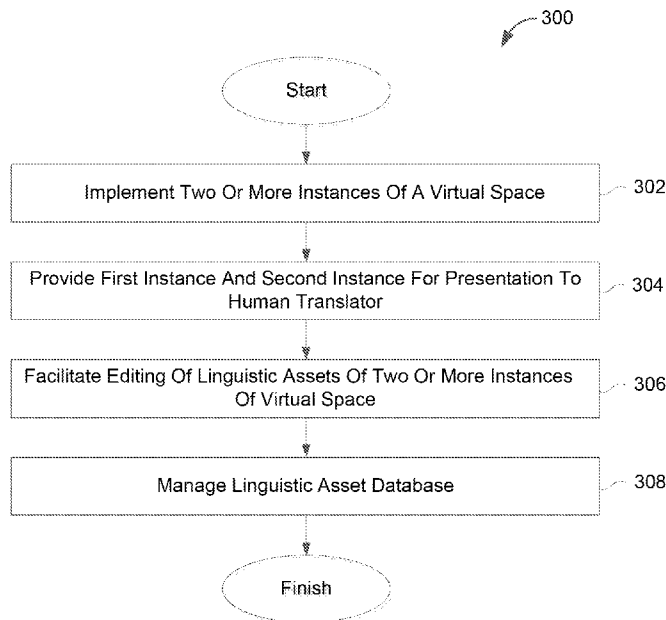 300
Start
Implement Two Or More Instances Of A Virtual Space
302
Provide First Instance And Second Instance For Presentation To
Human Translator
304
Facilitate Editing Of Linguistic Assets Of Two Or More Instances
Of Virtual Space
306
Manage Linguistic Asset Database
308
Finish